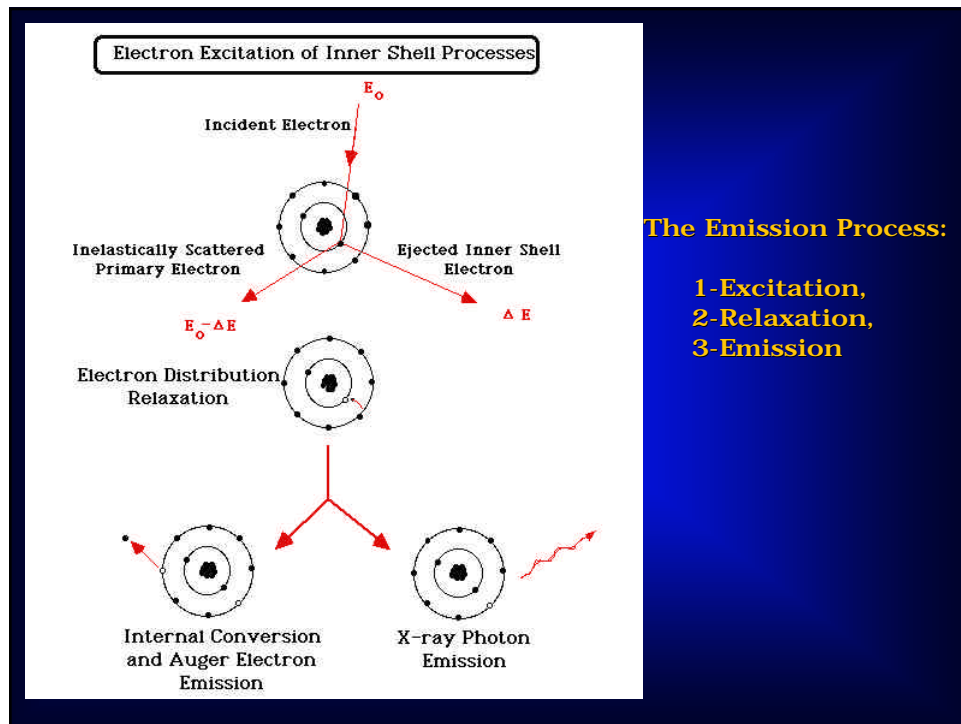 Electron Excitation of Inner Shell Processes
E₀
Incident Electron
Inelastically Scattered
Primary Electron
Ejected Inner Shell
Electron
E₀-ΔE
Δ E
Electron Distribution
Relaxation
Internal Conversion
and Auger Electron
Emission
X-ray Photon
Emission
The Emission Process:
1-Excitation,
2-Relaxation,
3-Emission